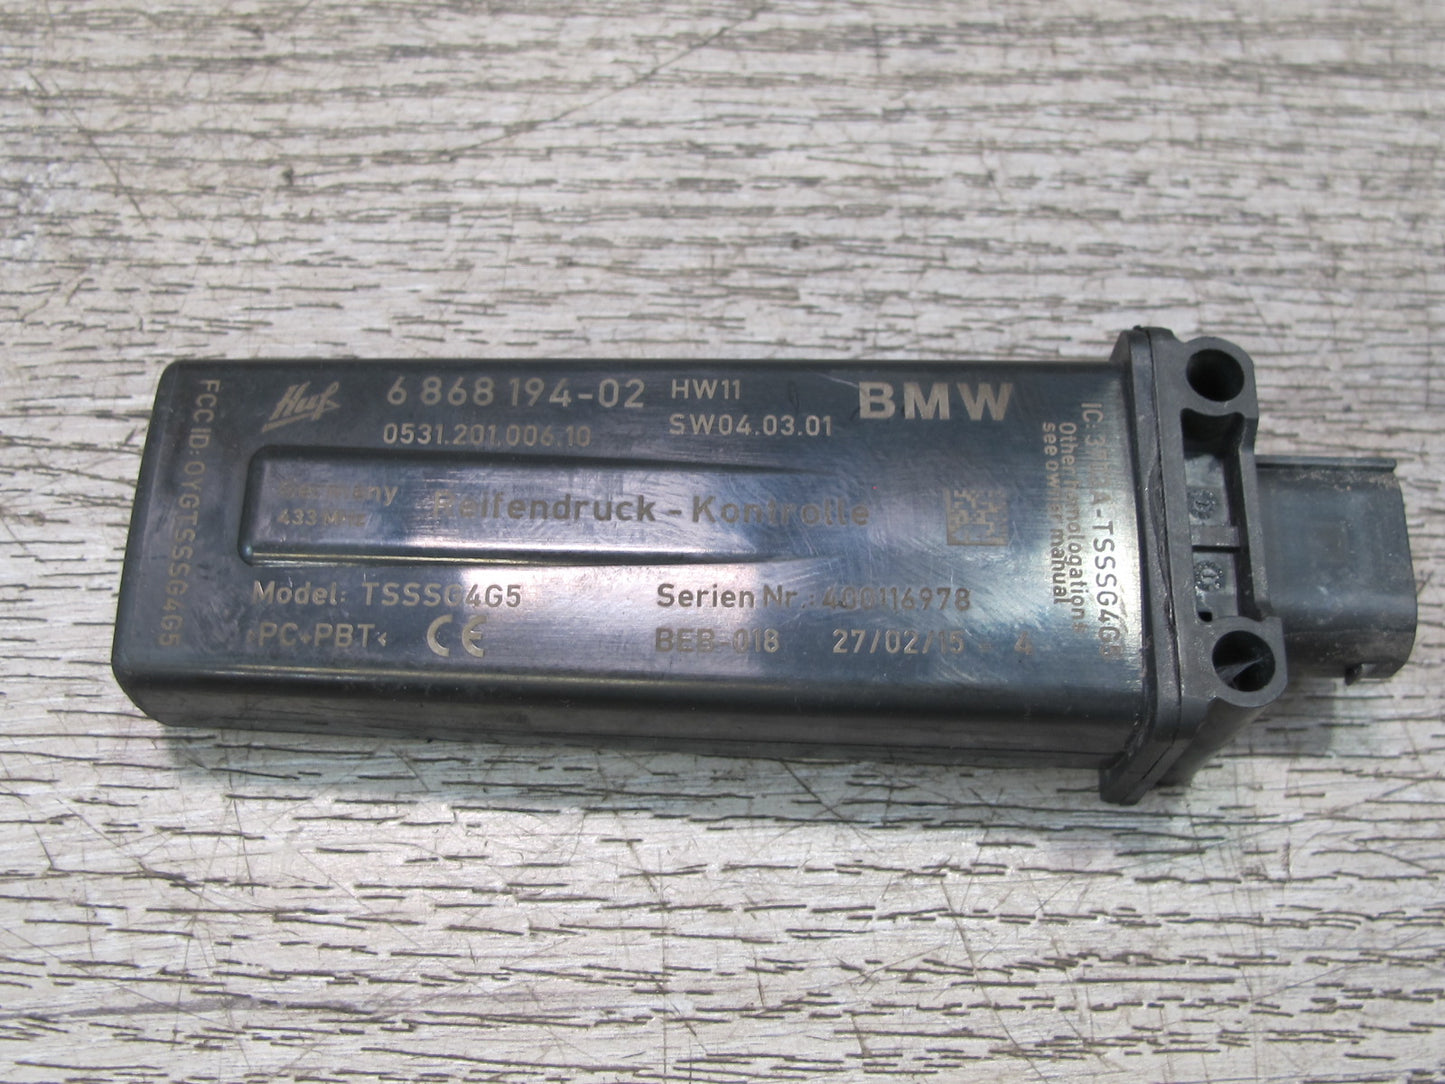 Huf
6 868 194-02
HW11
BMW
0531.201.006.10
SW04.03.01
Germany
433 MHz
Reifendruck - Kontrolle
Model: TSSSG4G5
Serien Nr.: 400116978
>PC+PBT<
CE
BEB-018
27/02/15 - 4
FCC ID: OYGTSSSG4G5
A-TSSSG4G5
Other homologations
see owner manual